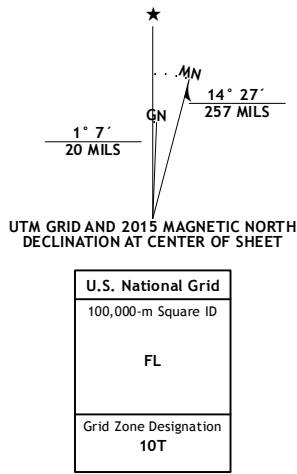 MN
GN
14° 27´
257 MILS
1° 7´
20 MILS
UTM GRID AND 2015 MAGNETIC NORTH
DECLINATION AT CENTER OF SHEET
U.S. National Grid
100,000-m Square ID
FL
Grid Zone Designation
10T